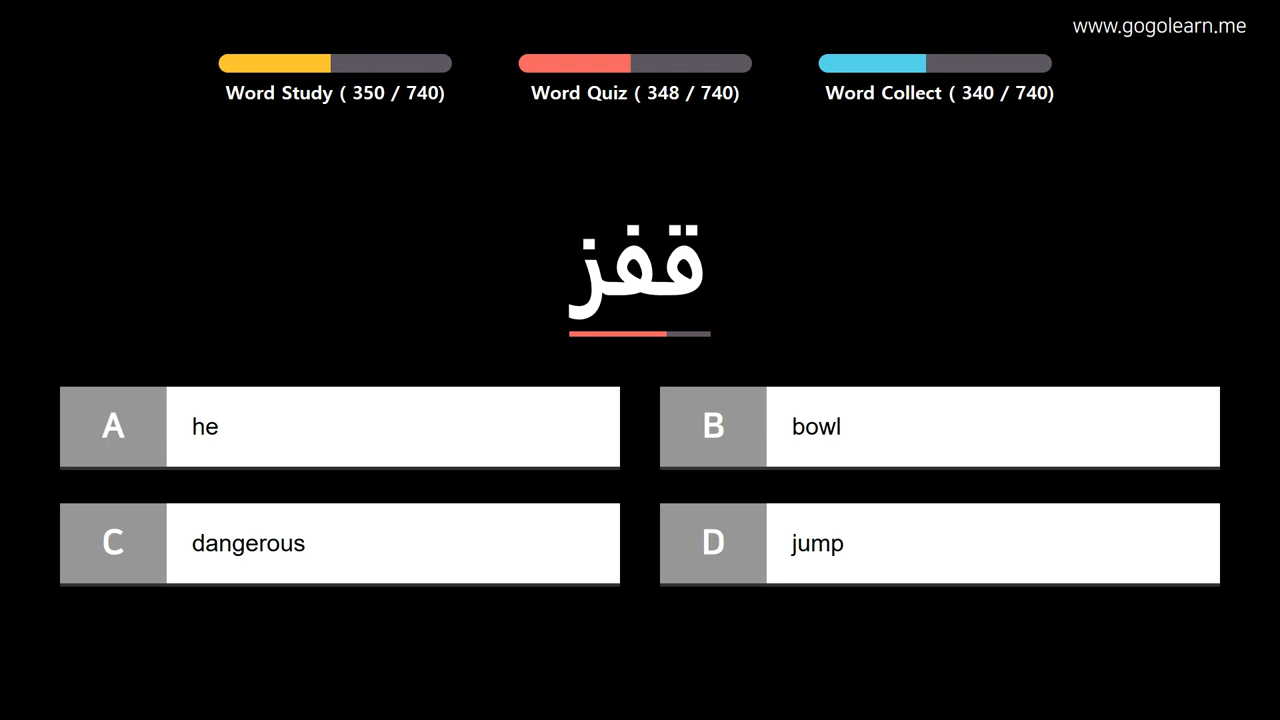 www.gogolearn.me
Word Study ( 350 / 740)
Word Quiz ( 348 / 740)
Word Collect ( 340 / 740)
قفز
A he
B bowl
C dangerous
D jump